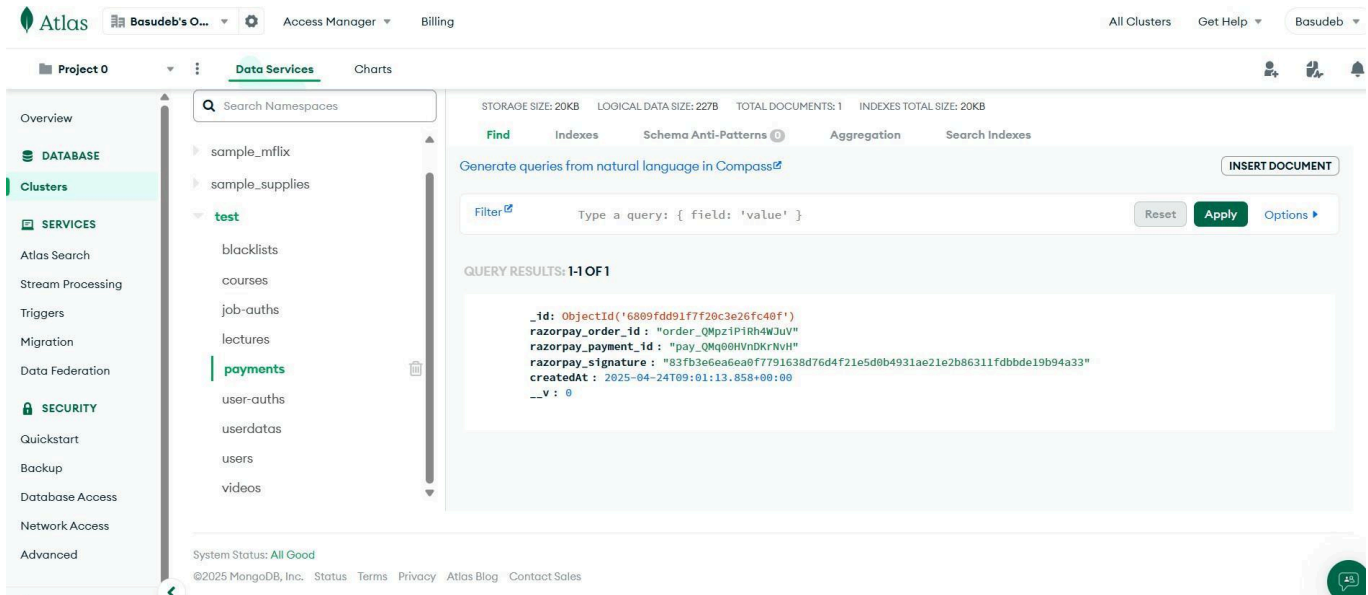 Atlas Basudeb's O... Access Manager Billing All Clusters Get Help Basudeb
Project 0 Data Services Charts
Overview
DATABASE
Clusters
SERVICES
Atlas Search
Stream Processing
Triggers
Migration
Data Federation
SECURITY
Quickstart
Backup
Database Access
Network Access
Advanced
Search Namespaces
sample_mflix
sample_supplies
test
blacklists
courses
job-auths
lectures
payments
user-auths
userdatas
users
videos
STORAGE SIZE: 20KB LOGICAL DATA SIZE: 227B TOTAL DOCUMENTS: 1 INDEXES TOTAL SIZE: 20KB
Find Indexes Schema Anti-Patterns 0 Aggregation Search Indexes
Generate queries from natural language in Compass INSERT DOCUMENT
Filter Type a query: { field: 'value' } Reset Apply Options
QUERY RESULTS: 1-1 OF 1
_id: ObjectId('6809fdd91f7f20c3e26fc40f')
razorpay_order_id : "order_QMpziPiRh4WJuV"
razorpay_payment_id : "pay_QMq00HVnDKrNvH"
razorpay_signature : "83fb3e6ea6ea0f7791638d76d4f21e5d0b4931ae21e2b86311fdbbde19b94a33"
createdAt : 2025-04-24T09:01:13.858+00:00
__v : 0
System Status: All Good
©2025 MongoDB, Inc. Status Terms Privacy Atlas Blog Contact Sales